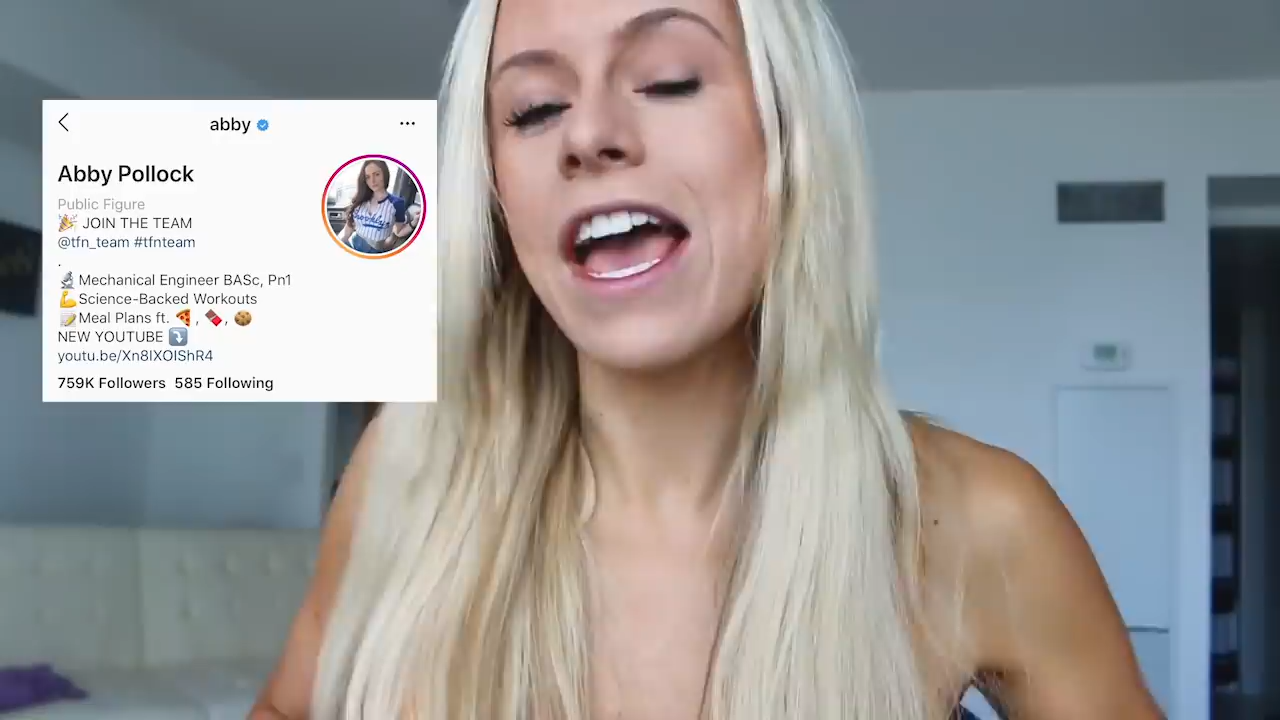 abby
Abby Pollock
Public Figure
🎉 JOIN THE TEAM
@tfn_team #tfnteam
.
🔬Mechanical Engineer BASc, Pn1
💪Science-Backed Workouts
📝Meal Plans ft. 🍕, 🍫, 🍪
NEW YOUTUBE ⤵️
youtu.be/Xn8IXOIShR4
759K Followers 585 Following